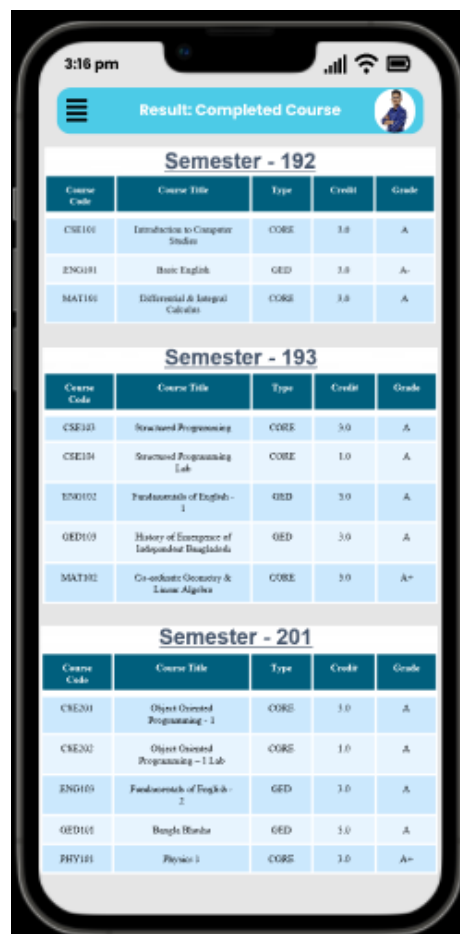 3:16 pm
Result: Completed Course
Semester - 192
Course Code Course Title Type Credit Grade
CSE101 Introduction to Computer Studies CORE 3.0 A
ENG101 Basic English GED 3.0 A-
MAT101 Differential & Integral Calculus CORE 3.0 A
Semester - 193
Course Code Course Title Type Credit Grade
CSE103 Structured Programming CORE 3.0 A
CSE104 Structured Programming Lab CORE 1.0 A
ENG102 Fundamentals of English - 1 GED 3.0 A
GED103 History of Emergence of Independent Bangladesh GED 3.0 A
MAT102 Co-ordinate Geometry & Linear Algebra CORE 3.0 A+
Semester - 201
Course Code Course Title Type Credit Grade
CSE201 Object Oriented Programming - 1 CORE 3.0 A
CSE202 Object Oriented Programming – 1 Lab CORE 1.0 A
ENG103 Fundamentals of English - 2 GED 3.0 A
GED101 Bangla Bhasha GED 3.0 A
PHY101 Physics 1 CORE 3.0 A+